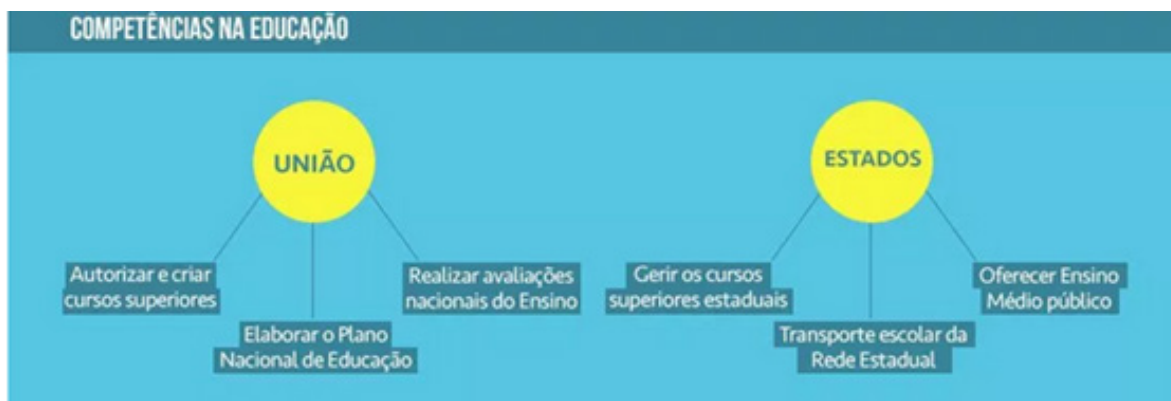 COMPETÊNCIAS NA EDUCAÇÃO
UNIÃO
Autorizar e criar
cursos superiores
Elaborar o Plano
Nacional de Educação
Realizar avaliações
nacionais do Ensino
ESTADOS
Gerir os cursos
superiores estaduais
Transporte escolar da
Rede Estadual
Oferecer Ensino
Médio público